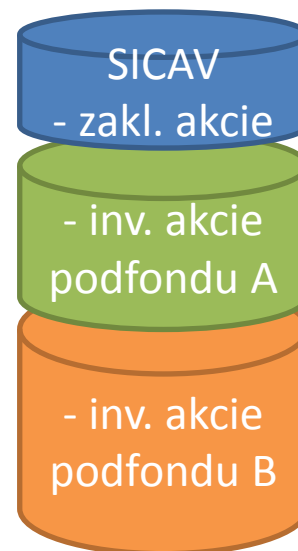 SICAV
- zakl. akcie
- inv. akcie
podfondu A
- inv. akcie
podfondu B